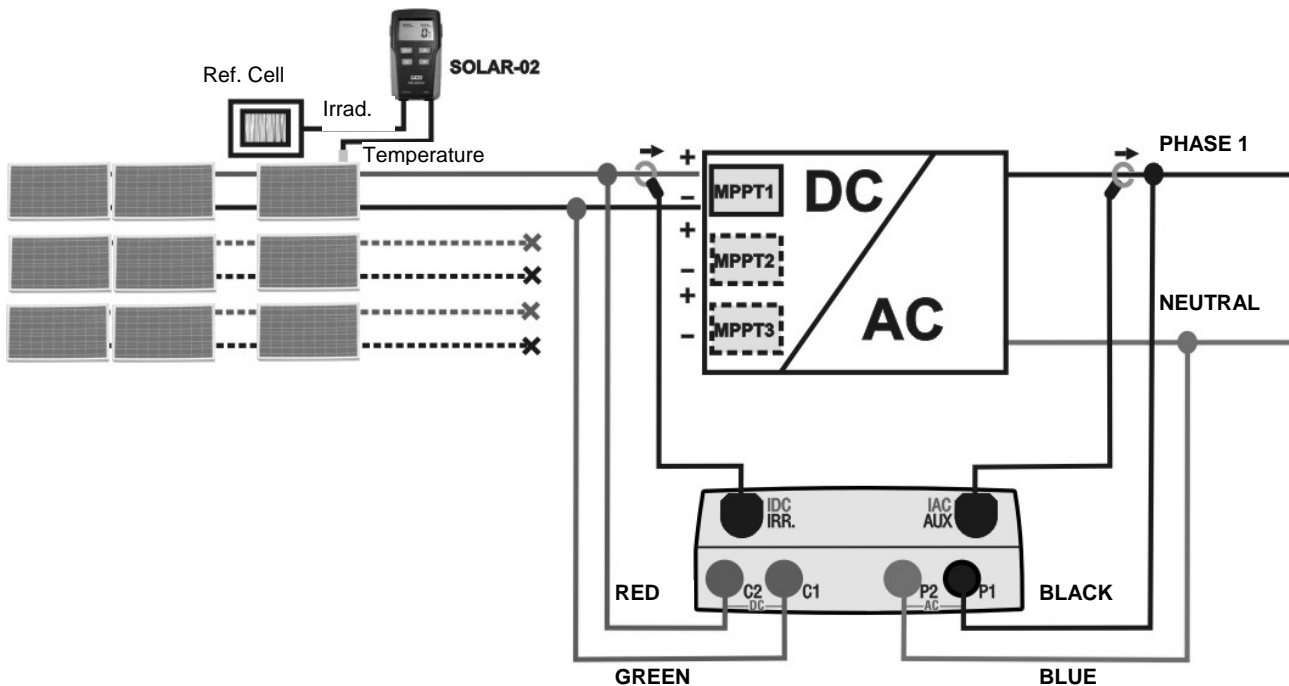 SOLAR-02
Ref. Cell
Irrad.
Temperature
PHASE 1
+
MPPT1
DC
-
+
MPPT2
-
+
MPPT3
-
AC
NEUTRAL
IDC
IRR.
IAC
AUX
RED
C2
C1
DC
P2
P1
AC
BLACK
GREEN
BLUE